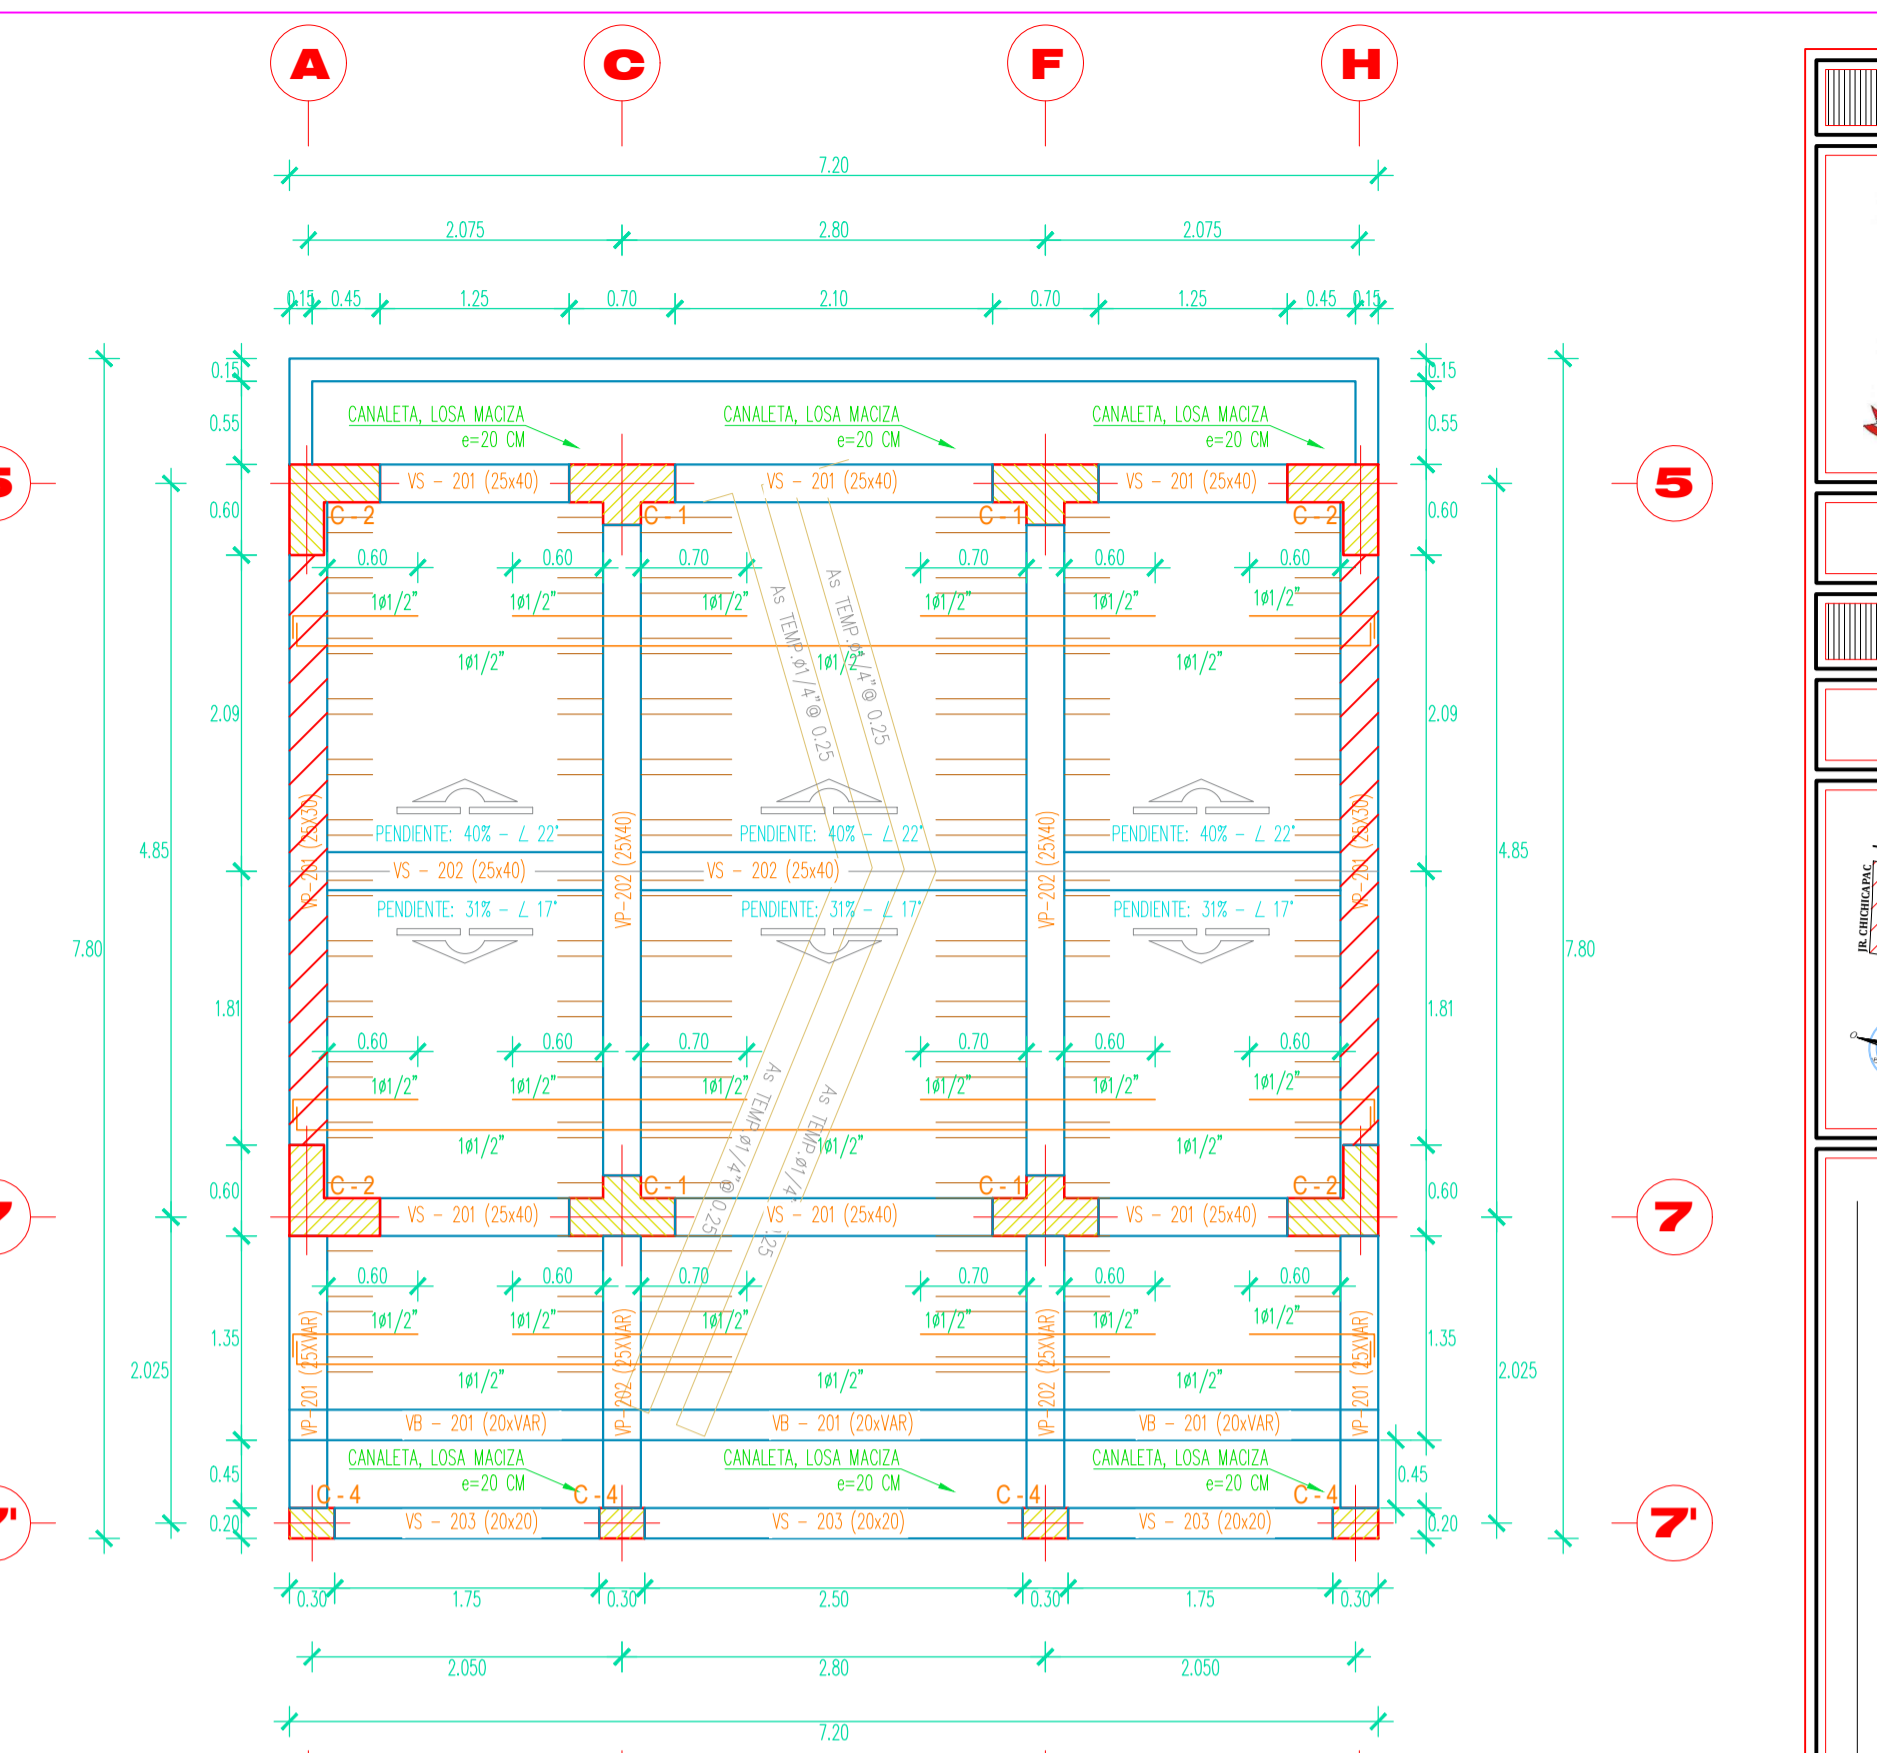 A C F H
7.20
2.075 2.80 2.075
0.15 0.45 1.25 0.70 2.10 0.70 1.25 0.45 0.15
0.15 0.15
CANALETA, LOSA MACIZA CANALETA, LOSA MACIZA CANALETA, LOSA MACIZA
0.55 0.55
e=20 CM e=20 CM e=20 CM
5 VS - 201 (25x40) VS - 201 (25x40) VS - 201 (25x40) 5
0.60 C-2 C-1 C-1 C-2 0.60
0.60 0.60 0.70 0.70 0.60 0.60
1ø1/2" 1ø1/2" 1ø1/2" 1ø1/2" 1ø1/2" 1ø1/2"
As TEMP.ø1/4"@ 0.25
As TEMP.ø1/4"@ 0.25
1ø1/2" 1ø1/2" 1ø1/2"
2.09 2.09
PENDIENTE: 40% - ∠ 22° PENDIENTE: 40% - ∠ 22° PENDIENTE: 40% - ∠ 22°
4.85 4.85
VP-201 (25X30) VP-202 (25X40) VP-202 (25X40) VP-201 (25X30)
VS - 202 (25x40) VS - 202 (25x40)
PENDIENTE: 31% - ∠ 17° PENDIENTE: 31% - ∠ 17° PENDIENTE: 31% - ∠ 17°
JR. CHICHICAPAC
7.80 7.80
1.81 1.81
O
0.60 0.60 0.70 0.70 0.60 0.60
1ø1/2" 1ø1/2" 1ø1/2" 1ø1/2" 1ø1/2" 1ø1/2"
As TEMP.ø1/4"@ 0.25
As TEMP.ø1/4" 0.25
1ø1/2" 1ø1/2" 1ø1/2"
0.60 C-2 C-1 C-1 C-2 0.60
7 VS - 201 (25x40) VS - 201 (25x40) VS - 201 (25x40) 7
0.60 0.60 0.70 0.70 0.60 0.60
1ø1/2" 1ø1/2" 1ø1/2" 1ø1/2" 1ø1/2" 1ø1/2"
1.35 1.35
2.025 2.025
VP-201 (25XVAR) VP-202 (25XVAR) VP-202 (25XVAR) VP-201 (25XVAR)
1ø1/2" 1ø1/2" 1ø1/2"
VB - 201 (20xVAR) VB - 201 (20xVAR) VB - 201 (20xVAR)
CANALETA, LOSA MACIZA CANALETA, LOSA MACIZA CANALETA, LOSA MACIZA
0.45 0.45
e=20 CM e=20 CM e=20 CM
C-4 C-4 C-4 C-4
7' 0.20 VS - 203 (20x20) VS - 203 (20x20) VS - 203 (20x20) 0.20 7'
0.30 1.75 0.30 2.50 0.30 1.75 0.30
2.050 2.80 2.050
7.20